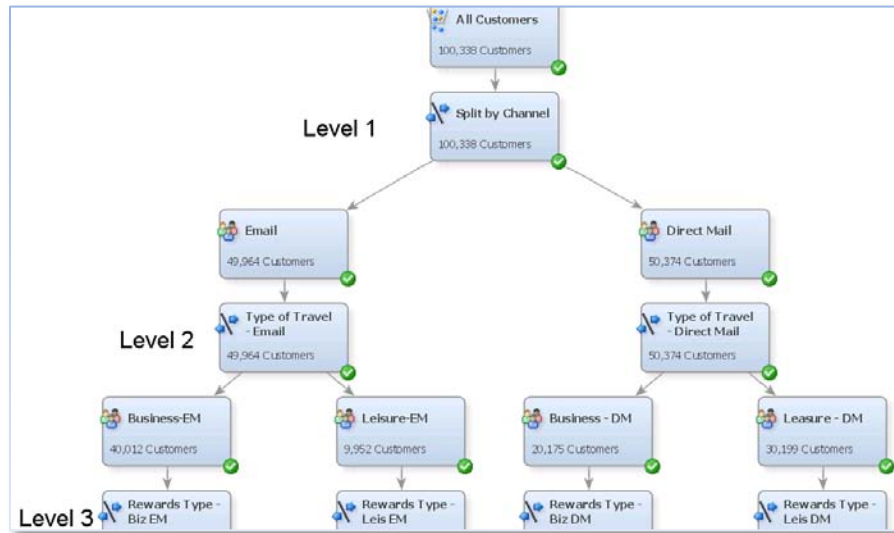 All Customers
100,338 Customers
Level 1
Split by Channel
100,338 Customers
Email
49,964 Customers
Direct Mail
50,374 Customers
Level 2
Type of Travel
- Email
49,964 Customers
Type of Travel
- Direct Mail
50,374 Customers
Business-EM
40,012 Customers
Leisure-EM
9,952 Customers
Business - DM
20,175 Customers
Leasure - DM
30,199 Customers
Level 3
Rewards Type -
Biz EM
Rewards Type -
Leis EM
Rewards Type -
Biz DM
Rewards Type -
Leis DM